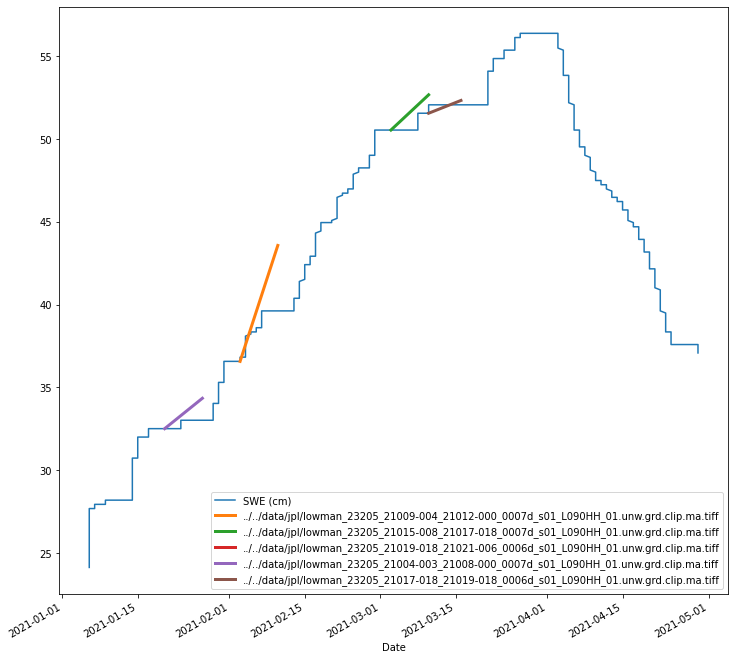 55
50
45
40
35
30
25
SWE (cm)
../../data/jpl/lowman_23205_21009-004_21012-000_0007d_s01_L090HH_01.unw.grd.clip.ma.tiff
../../data/jpl/lowman_23205_21015-008_21017-018_0007d_s01_L090HH_01.unw.grd.clip.ma.tiff
../../data/jpl/lowman_23205_21019-018_21021-006_0006d_s01_L090HH_01.unw.grd.clip.ma.tiff
../../data/jpl/lowman_23205_21004-003_21008-000_0007d_s01_L090HH_01.unw.grd.clip.ma.tiff
../../data/jpl/lowman_23205_21017-018_21019-018_0006d_s01_L090HH_01.unw.grd.clip.ma.tiff
2021-01-01
2021-01-15
2021-02-01
2021-02-15
2021-03-01
2021-03-15
2021-04-01
2021-04-15
2021-05-01
Date